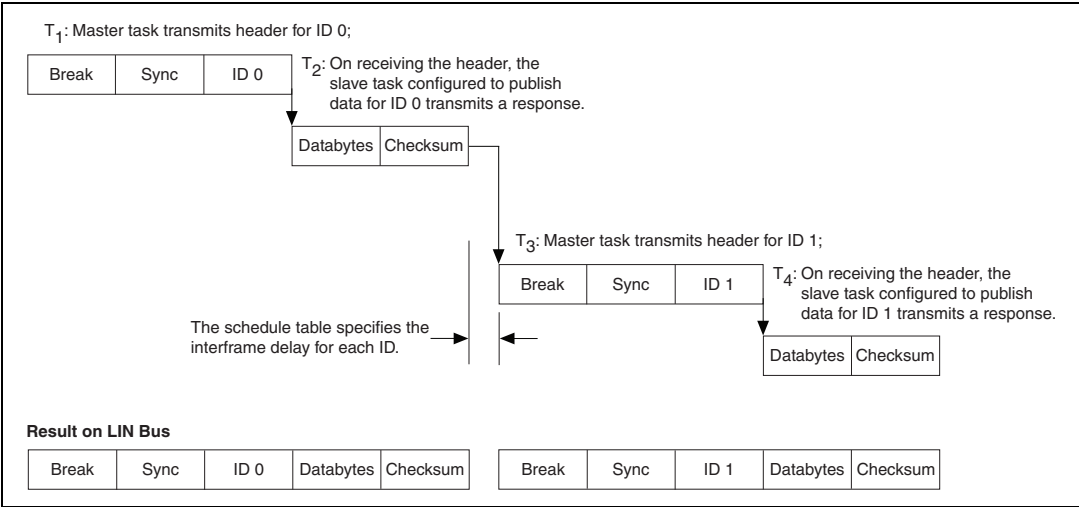 T1: Master task transmits header for ID 0;
Break Sync ID 0
T2: On receiving the header, the
slave task configured to publish
data for ID 0 transmits a response.
Databytes Checksum
T3: Master task transmits header for ID 1;
Break Sync ID 1
T4: On receiving the header, the
slave task configured to publish
data for ID 1 transmits a response.
The schedule table specifies the
interframe delay for each ID.
Databytes Checksum
Result on LIN Bus
Break Sync ID 0 Databytes Checksum Break Sync ID 1 Databytes Checksum